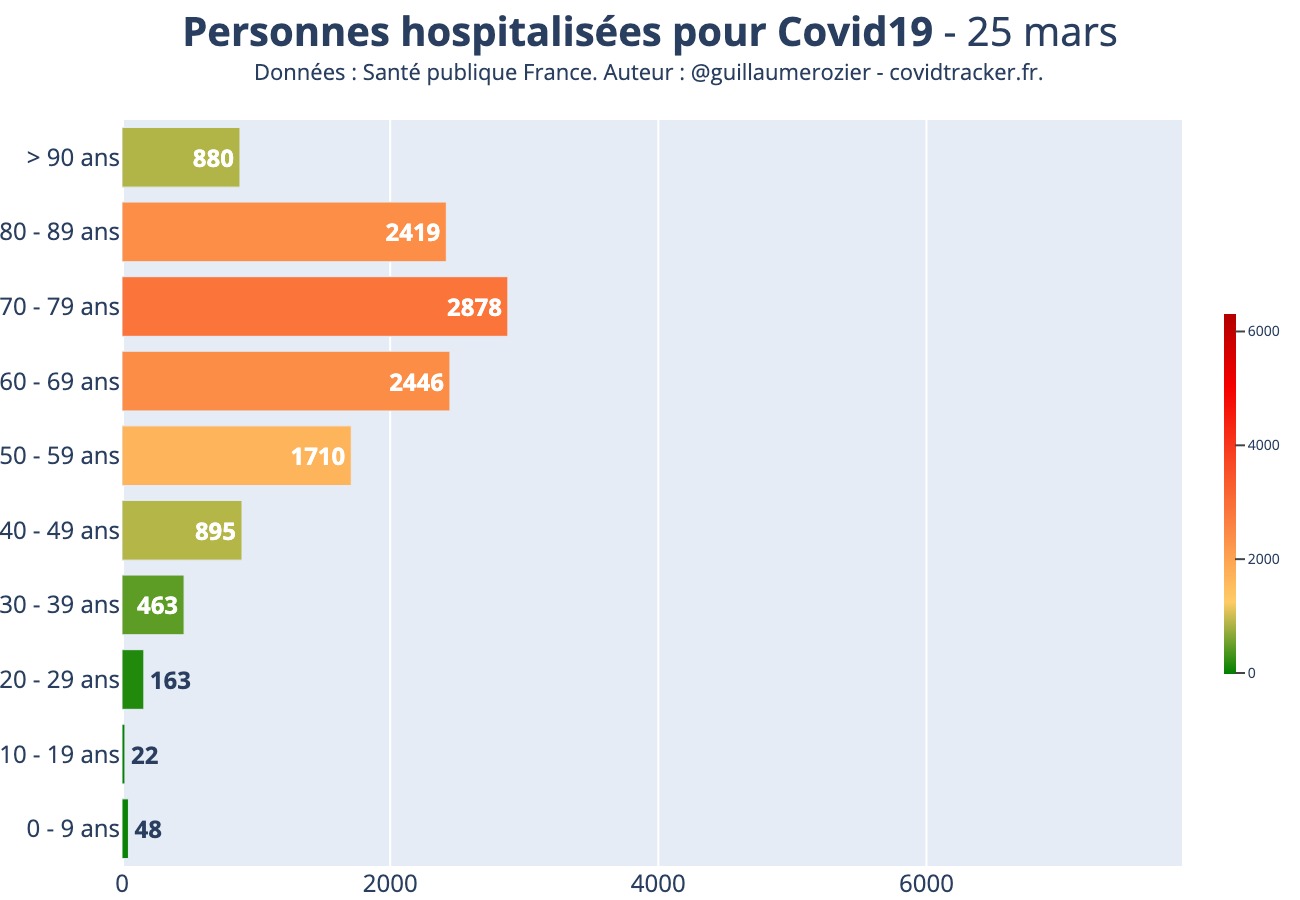 Personnes hospitalisées pour Covid19 - 25 mars
Données : Santé publique France. Auteur : @guillaumerozier - covidtracker.fr.
> 90 ans 880
80 - 89 ans 2419
70 - 79 ans 2878
60 - 69 ans 2446
50 - 59 ans 1710
40 - 49 ans 895
30 - 39 ans 463
20 - 29 ans 163
10 - 19 ans 22
0 - 9 ans 48
0 2000 4000 6000
6000
4000
2000
0